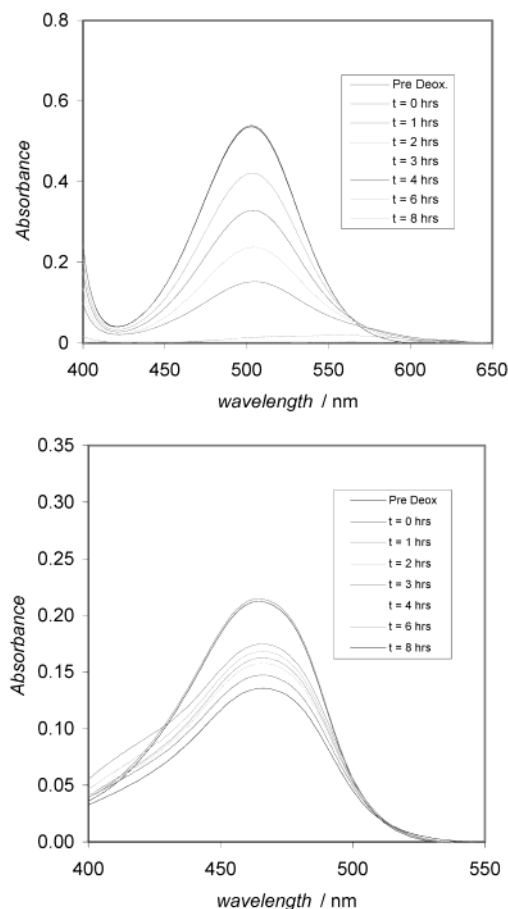 0.8
0.6
0.4
0.2
0
Absorbance
400 450 500 550 600 650
wavelength / nm
Pre Deox.
t = 0 hrs
t = 1 hrs
t = 2 hrs
t = 3 hrs
t = 4 hrs
t = 6 hrs
t = 8 hrs
0.35
0.30
0.25
0.20
0.15
0.10
0.05
0.00
Absorbance
400 450 500 550
wavelength / nm
Pre Deox
t = 0 hrs
t = 1 hrs
t = 2 hrs
t = 3 hrs
t = 4 hrs
t = 6 hrs
t = 8 hrs